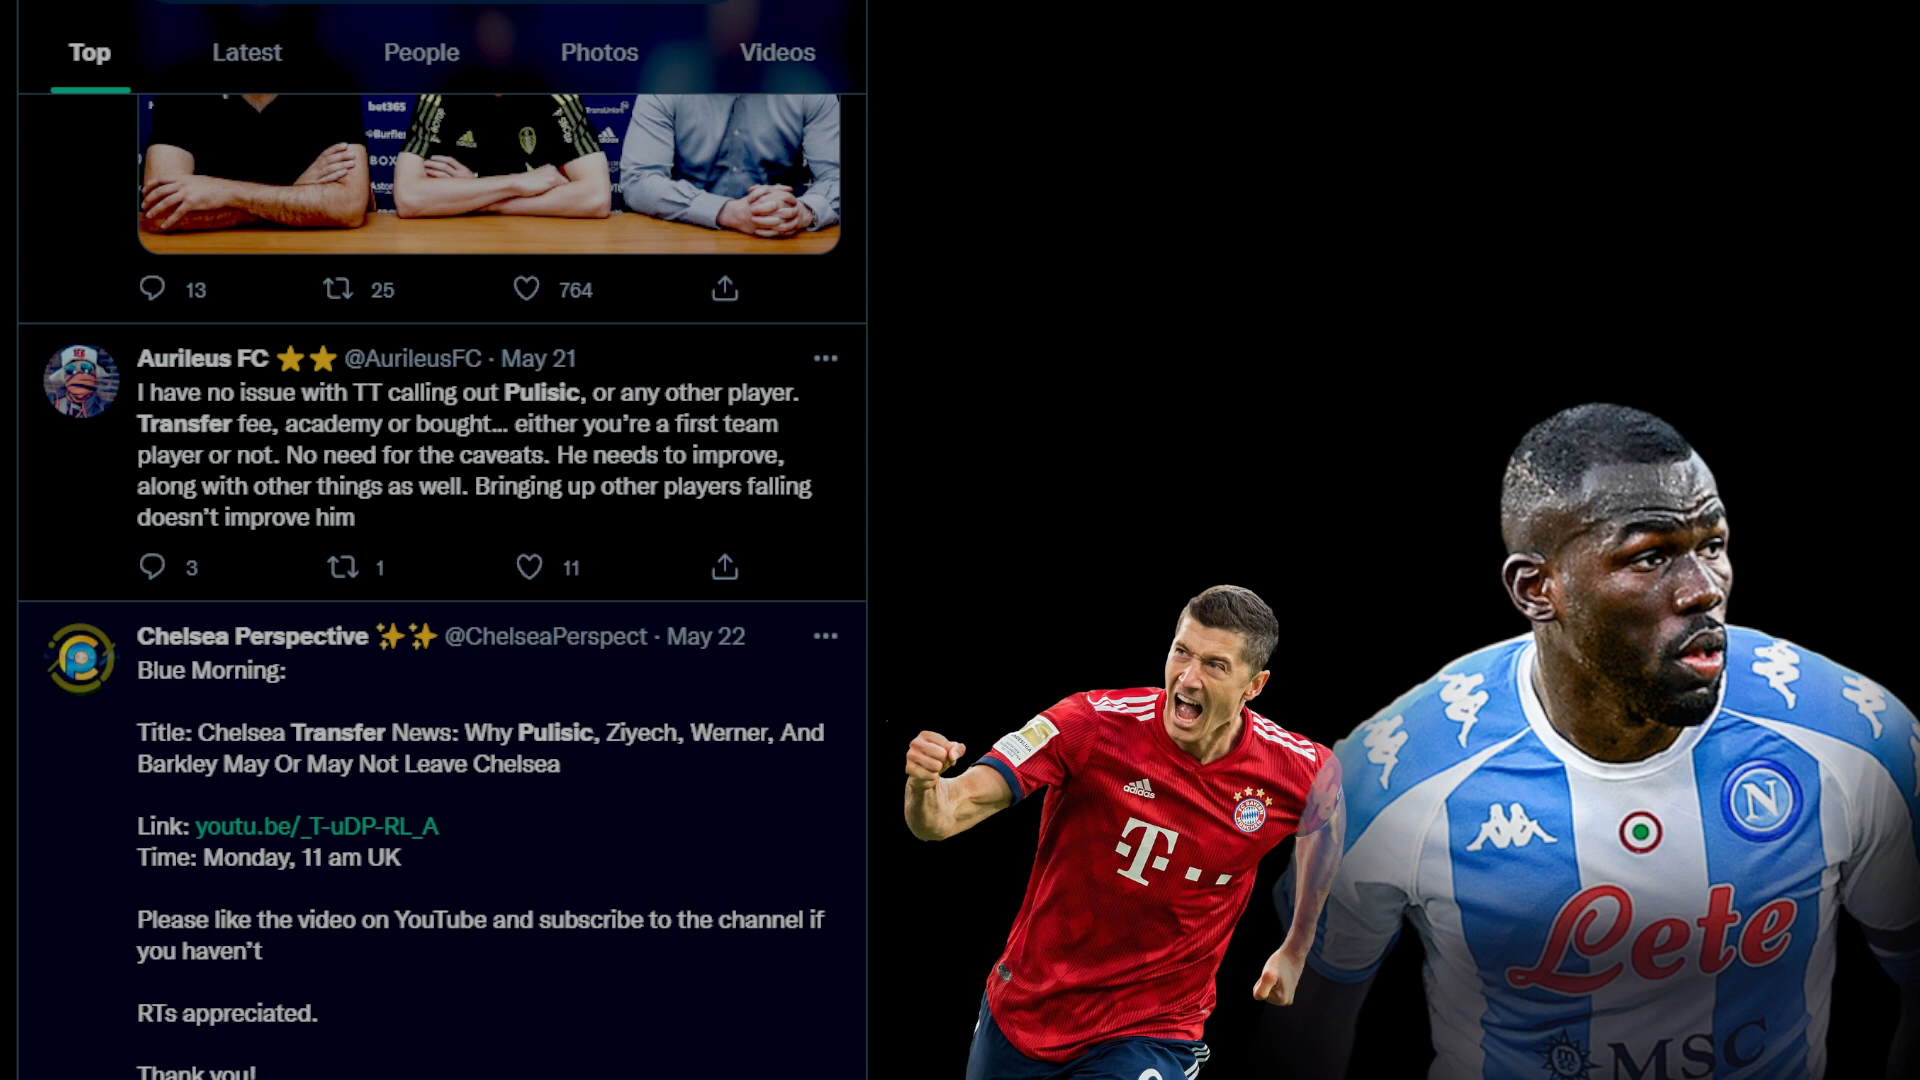 Top Latest People Photos Videos
bet365
TransUnion
adidas
BOX
13 25 764
Aurileus FC @AurileusFC · May 21
I have no issue with TT calling out Pulisic, or any other player.
Transfer fee, academy or bought... either you’re a first team
player or not. No need for the caveats. He needs to improve,
along with other things as well. Bringing up other players falling
doesn’t improve him
3 1 11
Chelsea Perspective @ChelseaPerspect · May 22
Blue Morning:
Title: Chelsea Transfer News: Why Pulisic, Ziyech, Werner, And
Barkley May Or May Not Leave Chelsea
Link: youtu.be/_T-uDP-RL_A
Time: Monday, 11 am UK
Please like the video on YouTube and subscribe to the channel if
you haven’t
RTs appreciated.
Thank you!
adidas
T . .
N
Lete
MSC